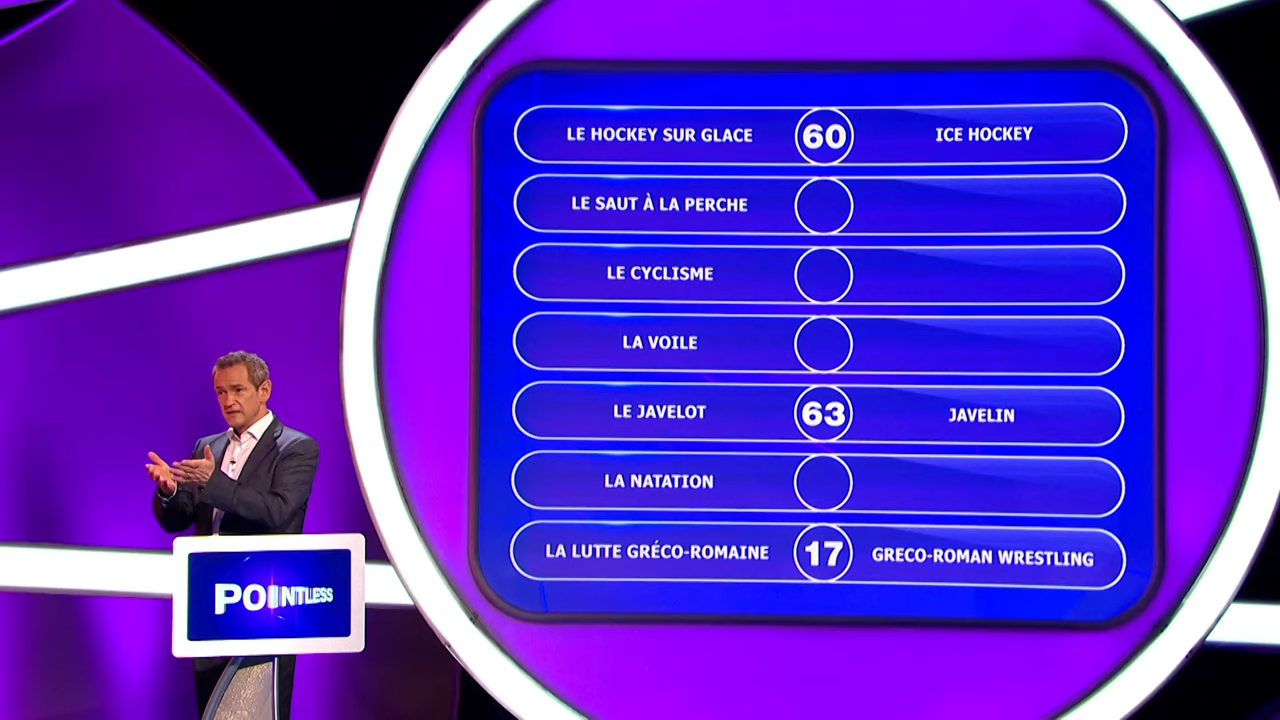 LE HOCKEY SUR GLACE 60 ICE HOCKEY
LE SAUT À LA PERCHE
LE CYCLISME
LA VOILE
LE JAVELOT 63 JAVELIN
LA NATATION
LA LUTTE GRÉCO-ROMAINE 17 GRECO-ROMAN WRESTLING
POINTLESS